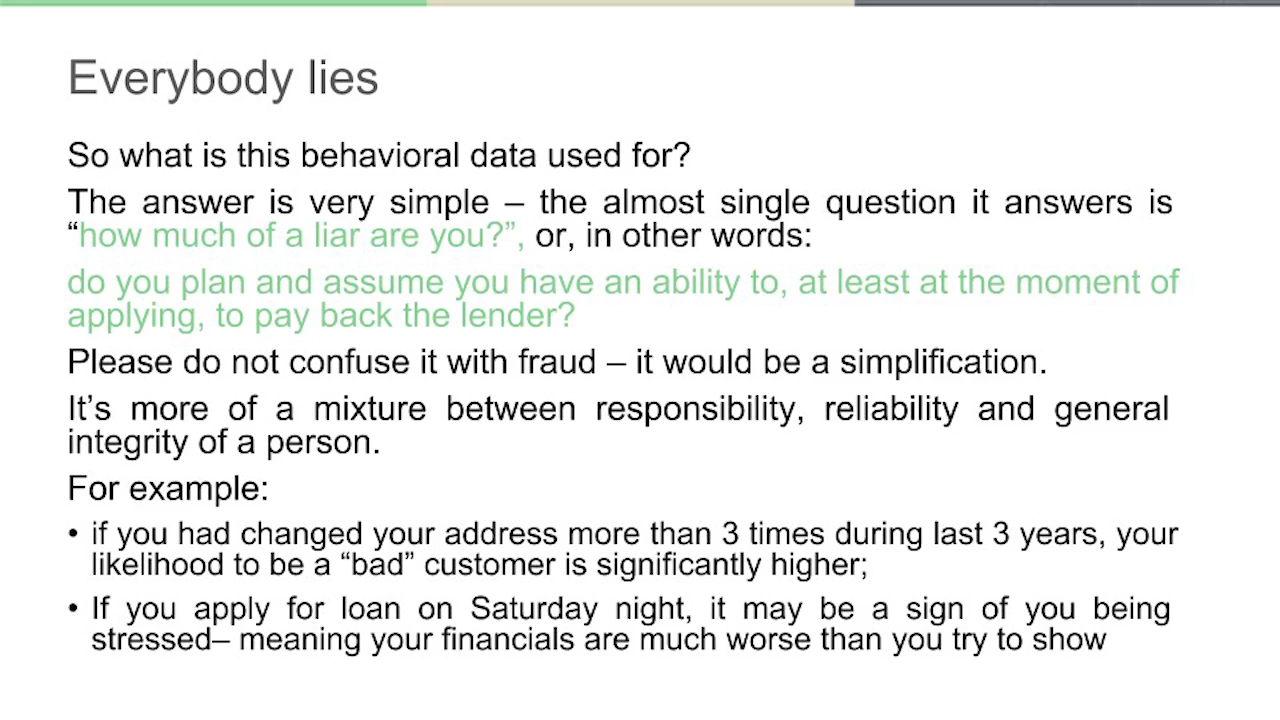 Everybody lies
So what is this behavioral data used for?
The answer is very simple – the almost single question it answers is
“how much of a liar are you?”, or, in other words:
do you plan and assume you have an ability to, at least at the moment of
applying, to pay back the lender?
Please do not confuse it with fraud – it would be a simplification.
It’s more of a mixture between responsibility, reliability and general
integrity of a person.
For example:
• if you had changed your address more than 3 times during last 3 years, your
likelihood to be a “bad” customer is significantly higher;
• If you apply for loan on Saturday night, it may be a sign of you being
stressed– meaning your financials are much worse than you try to show